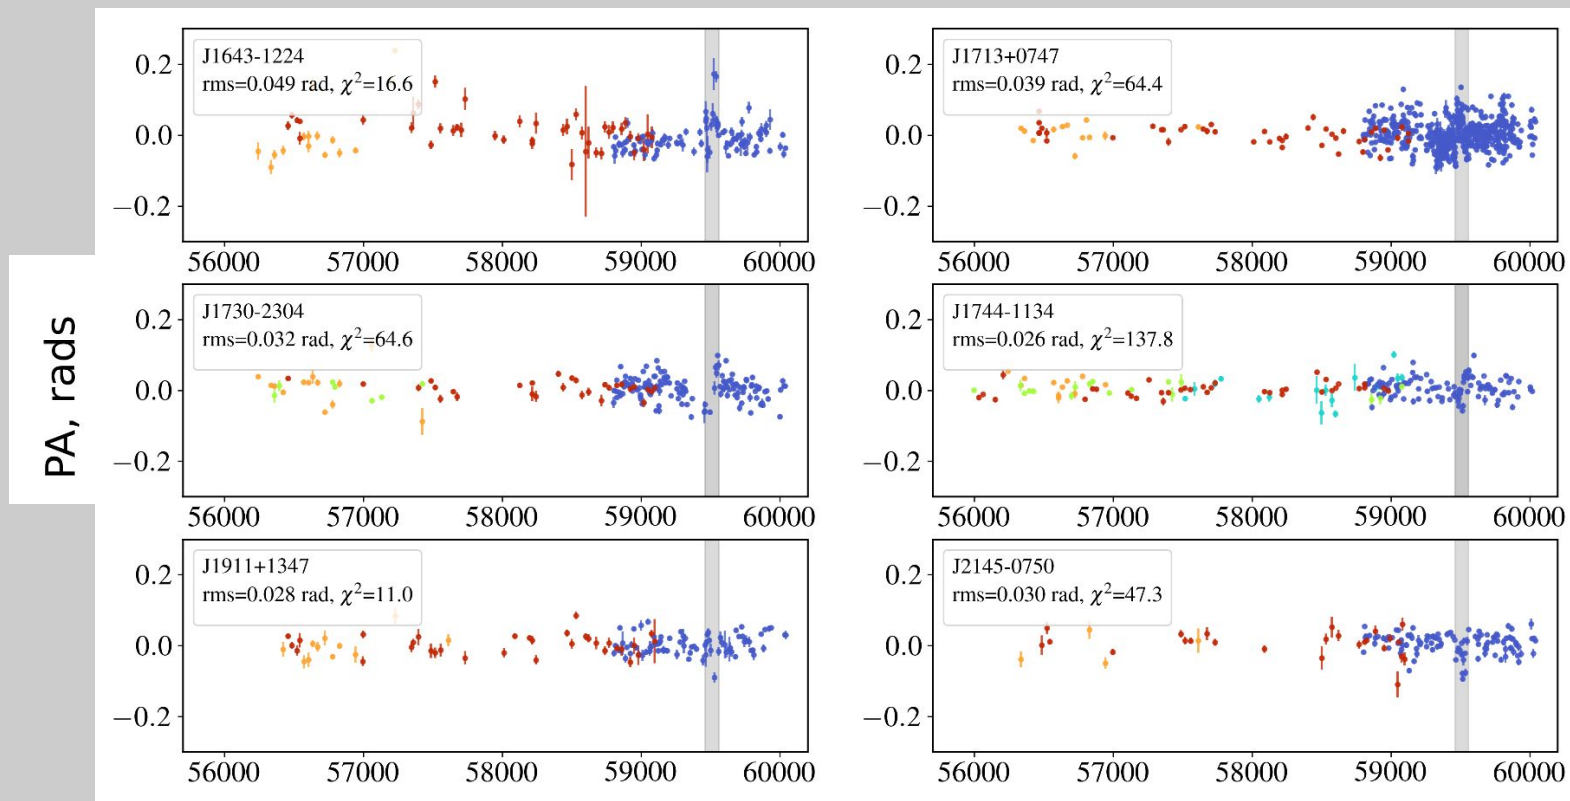 PA, rads
J1643-1224
rms=0.049 rad, χ²=16.6
0.2
0.0
−0.2
56000 57000 58000 59000 60000
J1713+0747
rms=0.039 rad, χ²=64.4
0.2
0.0
−0.2
56000 57000 58000 59000 60000
J1730-2304
rms=0.032 rad, χ²=64.6
0.2
0.0
−0.2
56000 57000 58000 59000 60000
J1744-1134
rms=0.026 rad, χ²=137.8
0.2
0.0
−0.2
56000 57000 58000 59000 60000
J1911+1347
rms=0.028 rad, χ²=11.0
0.2
0.0
−0.2
56000 57000 58000 59000 60000
J2145-0750
rms=0.030 rad, χ²=47.3
0.2
0.0
−0.2
56000 57000 58000 59000 60000